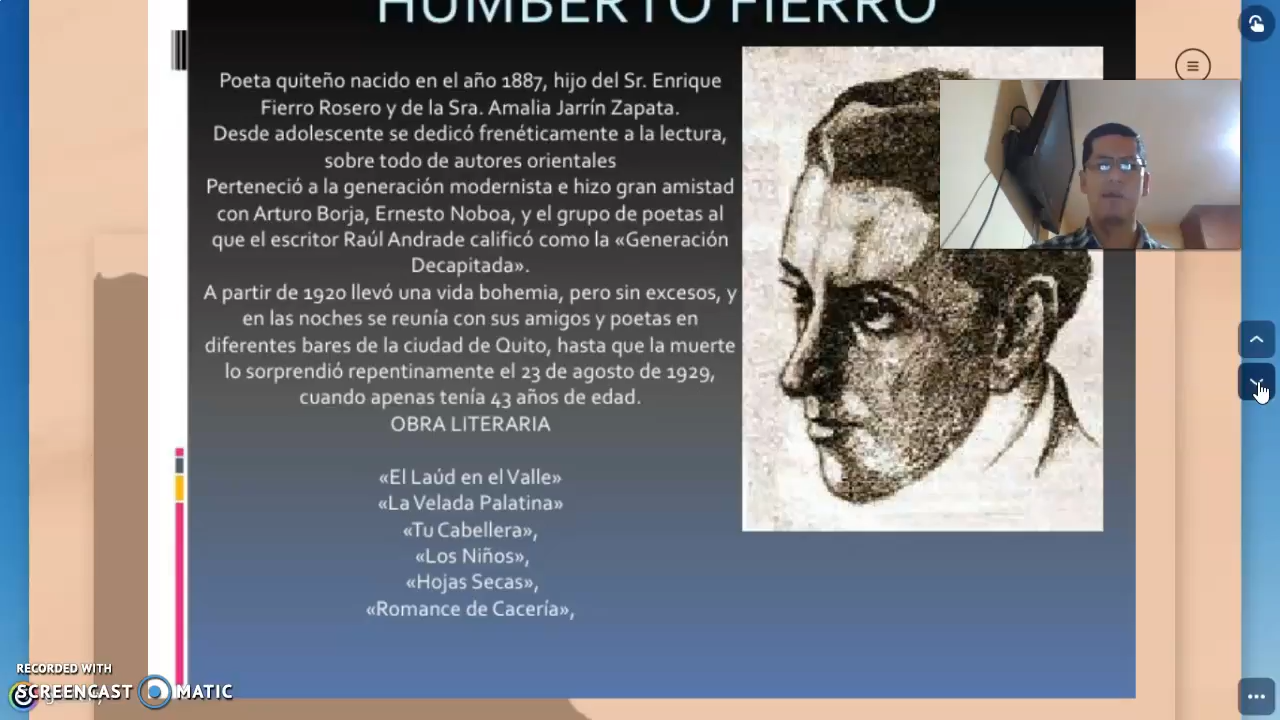 HUMBERTO FIERRO
Poeta quiteño nacido en el año 1887, hijo del Sr. Enrique
Fierro Rosero y de la Sra. Amalia Jarrín Zapata.
Desde adolescente se dedicó frenéticamente a la lectura,
sobre todo de autores orientales
Perteneció a la generación modernista e hizo gran amistad
con Arturo Borja, Ernesto Noboa, y el grupo de poetas al
que el escritor Raúl Andrade calificó como la «Generación
Decapitada».
A partir de 1920 llevó una vida bohemia, pero sin excesos, y
en las noches se reunía con sus amigos y poetas en
diferentes bares de la ciudad de Quito, hasta que la muerte
lo sorprendió repentinamente el 23 de agosto de 1929,
cuando apenas tenía 43 años de edad.
OBRA LITERARIA
«El Laúd en el Valle»
«La Velada Palatina»
«Tu Cabellera»,
«Los Niños»,
«Hojas Secas»,
«Romance de Cacería»,
RECORDED WITH
SCREENCAST MATIC